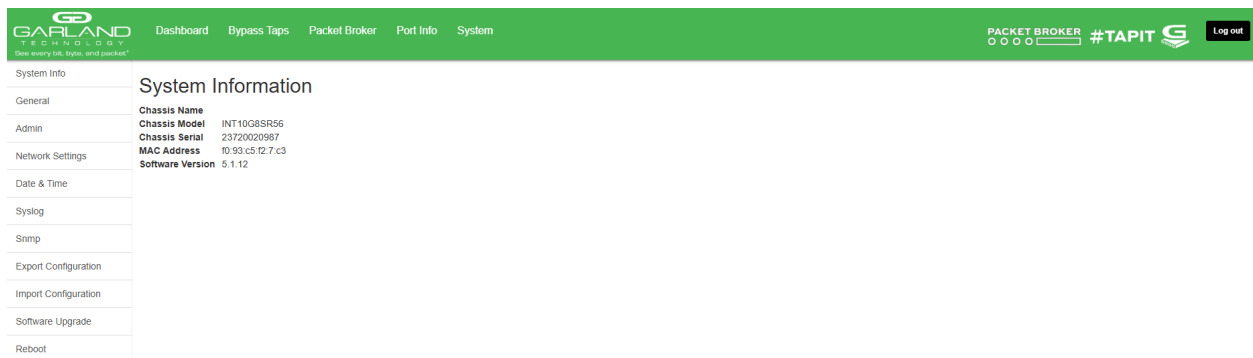 GARLAND
TECHNOLOGY
See every bit, byte, and packet®
Dashboard Bypass Taps Packet Broker Port Info System
PACKET BROKER
#TAPIT
Log out
System Info
General
Admin
Network Settings
Date & Time
Syslog
Snmp
Export Configuration
Import Configuration
Software Upgrade
Reboot
System Information
Chassis Name
Chassis Model INT10G8SR56
Chassis Serial 23720020987
MAC Address f0:93:c5:f2:7:c3
Software Version 5.1.12